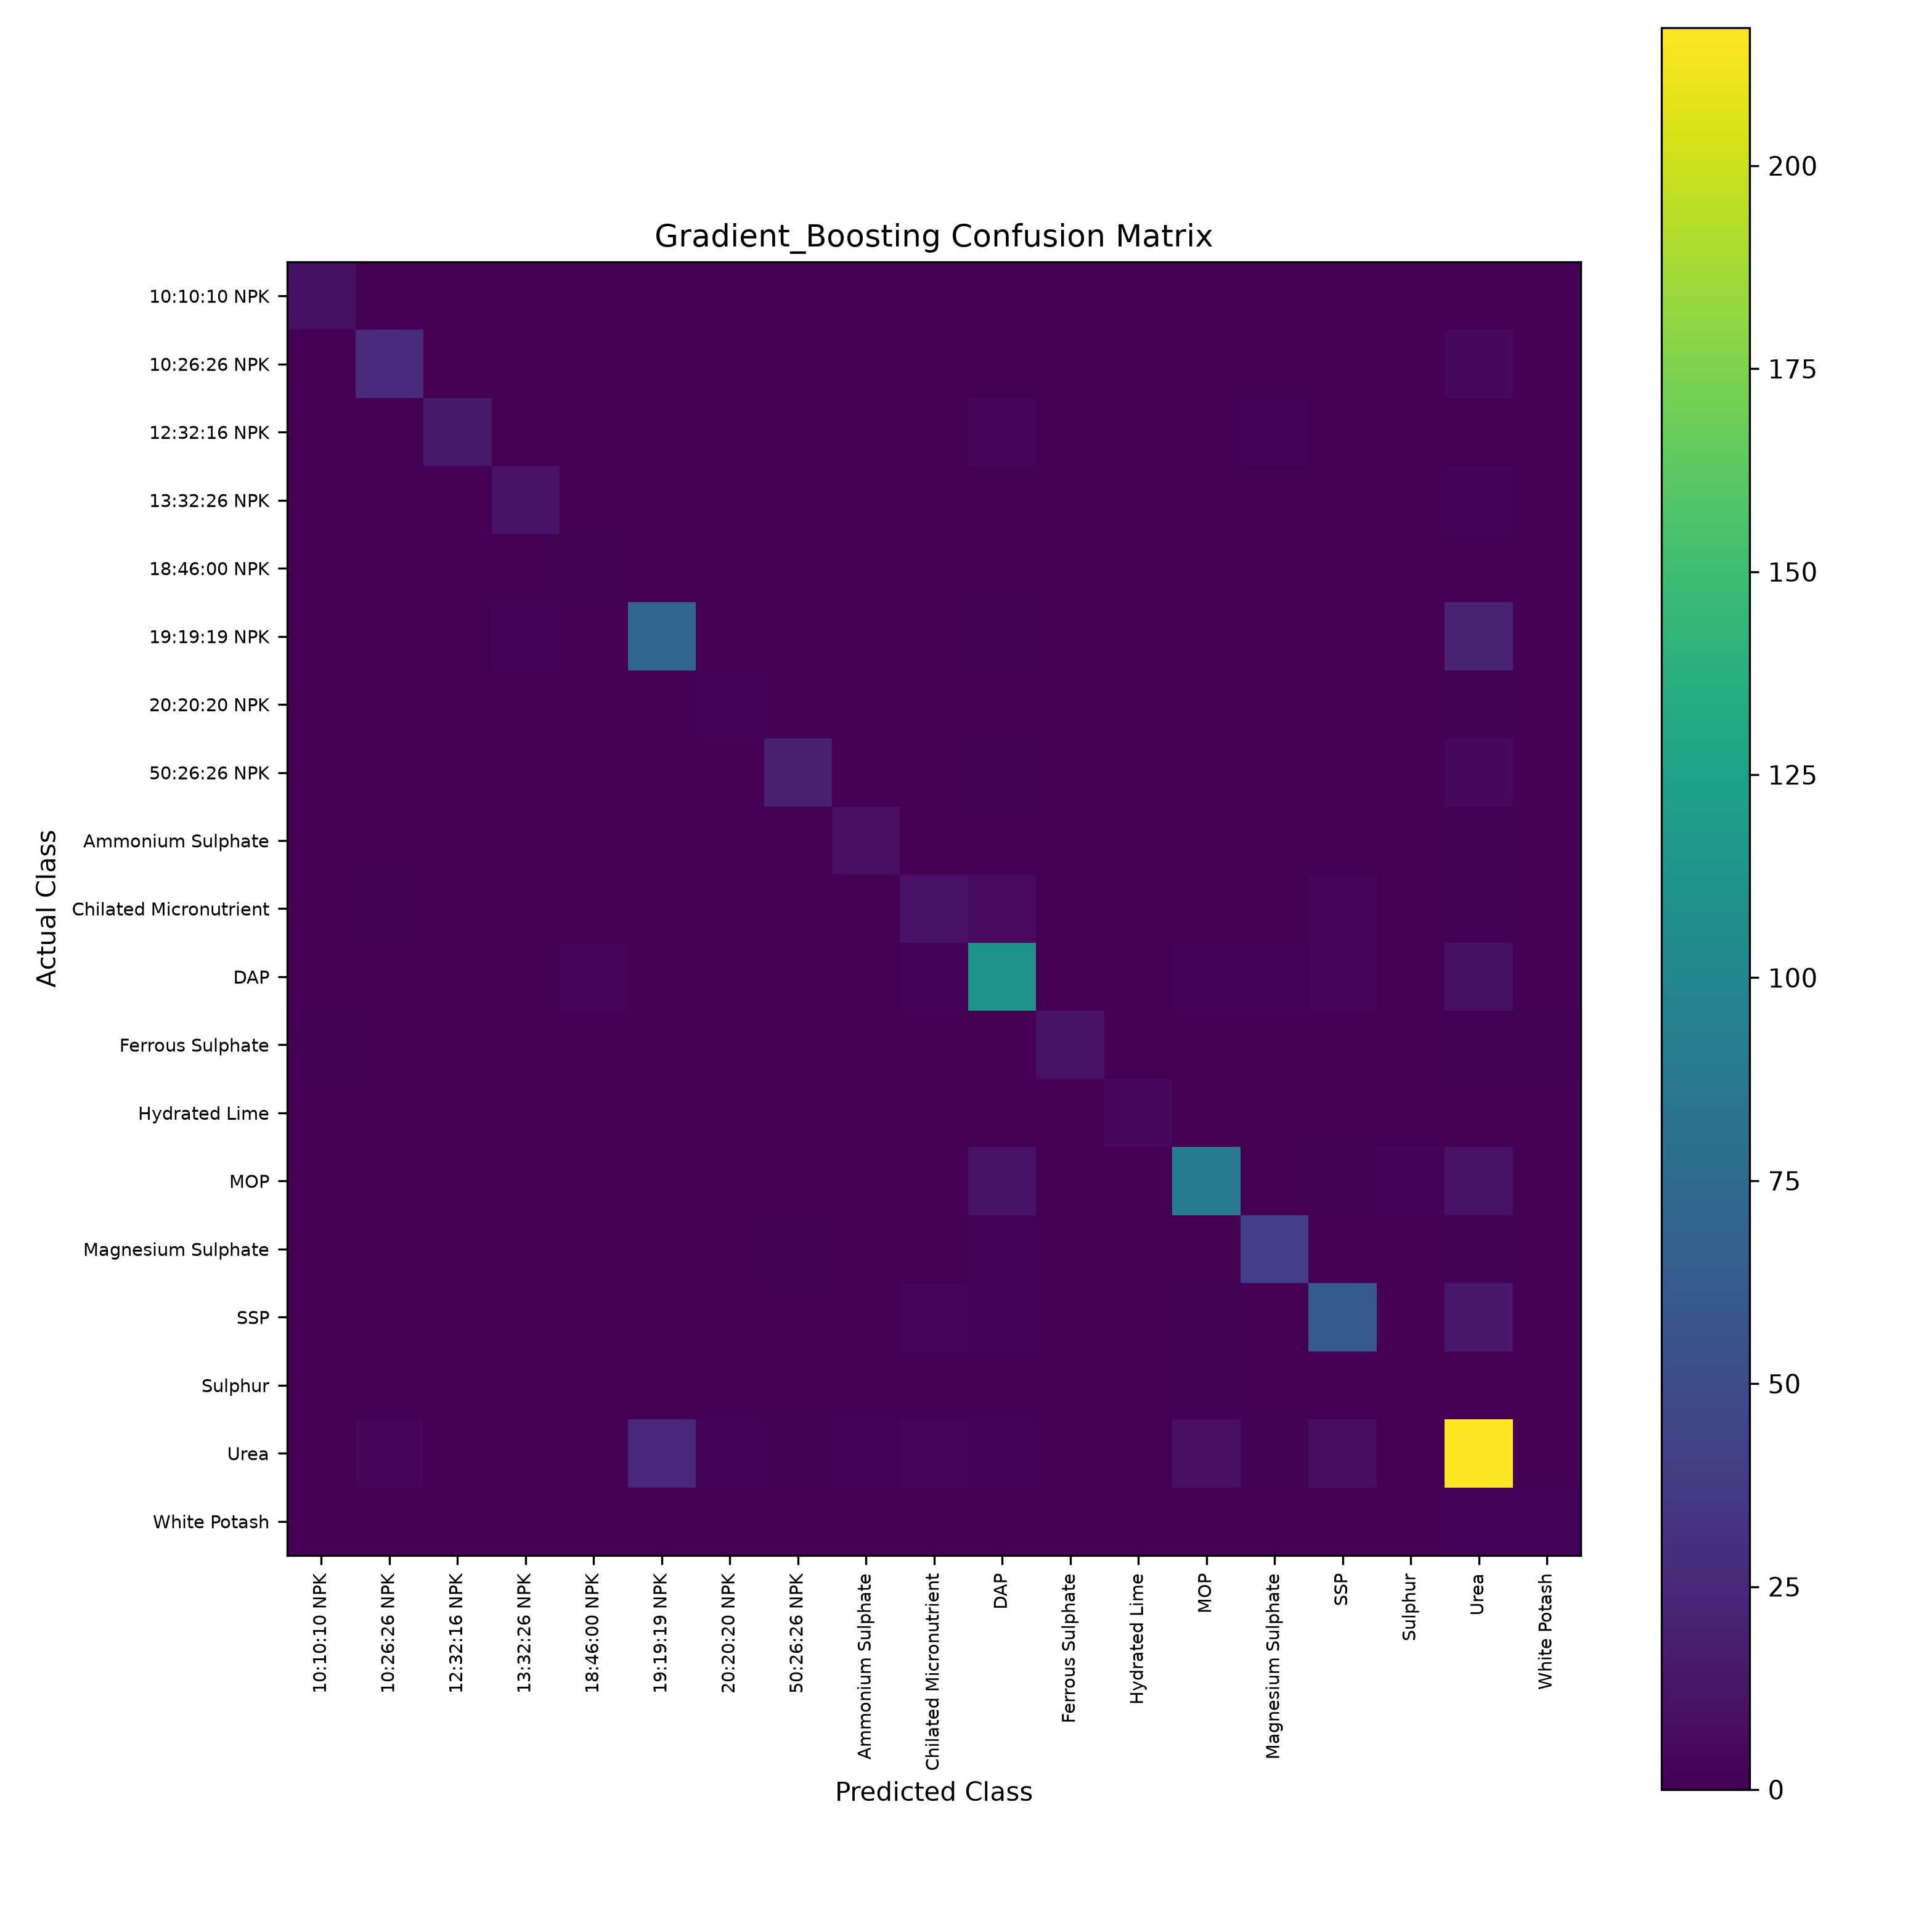 Gradient_Boosting Confusion Matrix
Actual Class
10:10:10 NPK
10:26:26 NPK
12:32:16 NPK
13:32:26 NPK
18:46:00 NPK
19:19:19 NPK
20:20:20 NPK
50:26:26 NPK
Ammonium Sulphate
Chilated Micronutrient
DAP
Ferrous Sulphate
Hydrated Lime
MOP
Magnesium Sulphate
SSP
Sulphur
Urea
White Potash
10:10:10 NPK
10:26:26 NPK
12:32:16 NPK
13:32:26 NPK
18:46:00 NPK
19:19:19 NPK
20:20:20 NPK
50:26:26 NPK
Ammonium Sulphate
Chilated Micronutrient
DAP
Ferrous Sulphate
Hydrated Lime
MOP
Magnesium Sulphate
SSP
Sulphur
Urea
White Potash
Predicted Class
200
175
150
125
100
75
50
25
0